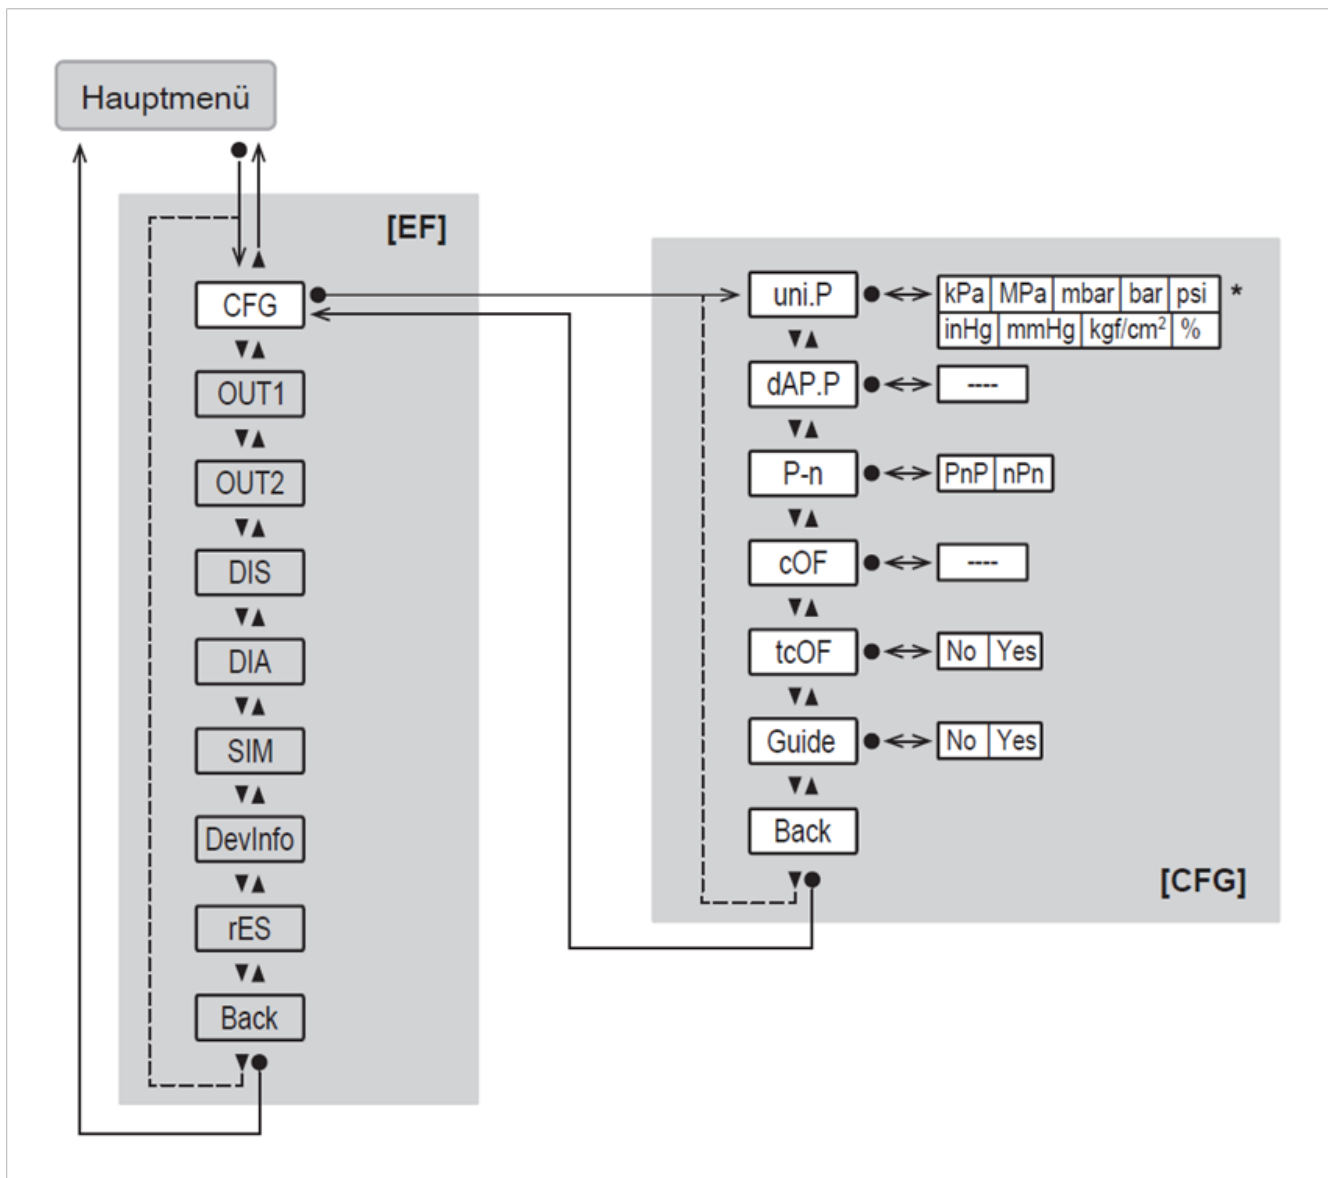 Hauptmenü
[EF]
CFG
OUT1
OUT2
DIS
DIA
SIM
DevInfo
rES
Back
uni.P
kPa MPa mbar bar psi *
inHg mmHg kgf/cm² %
dAP.P
----
P-n
PnP nPn
cOF
----
tcOF
No Yes
Guide
No Yes
Back
[CFG]